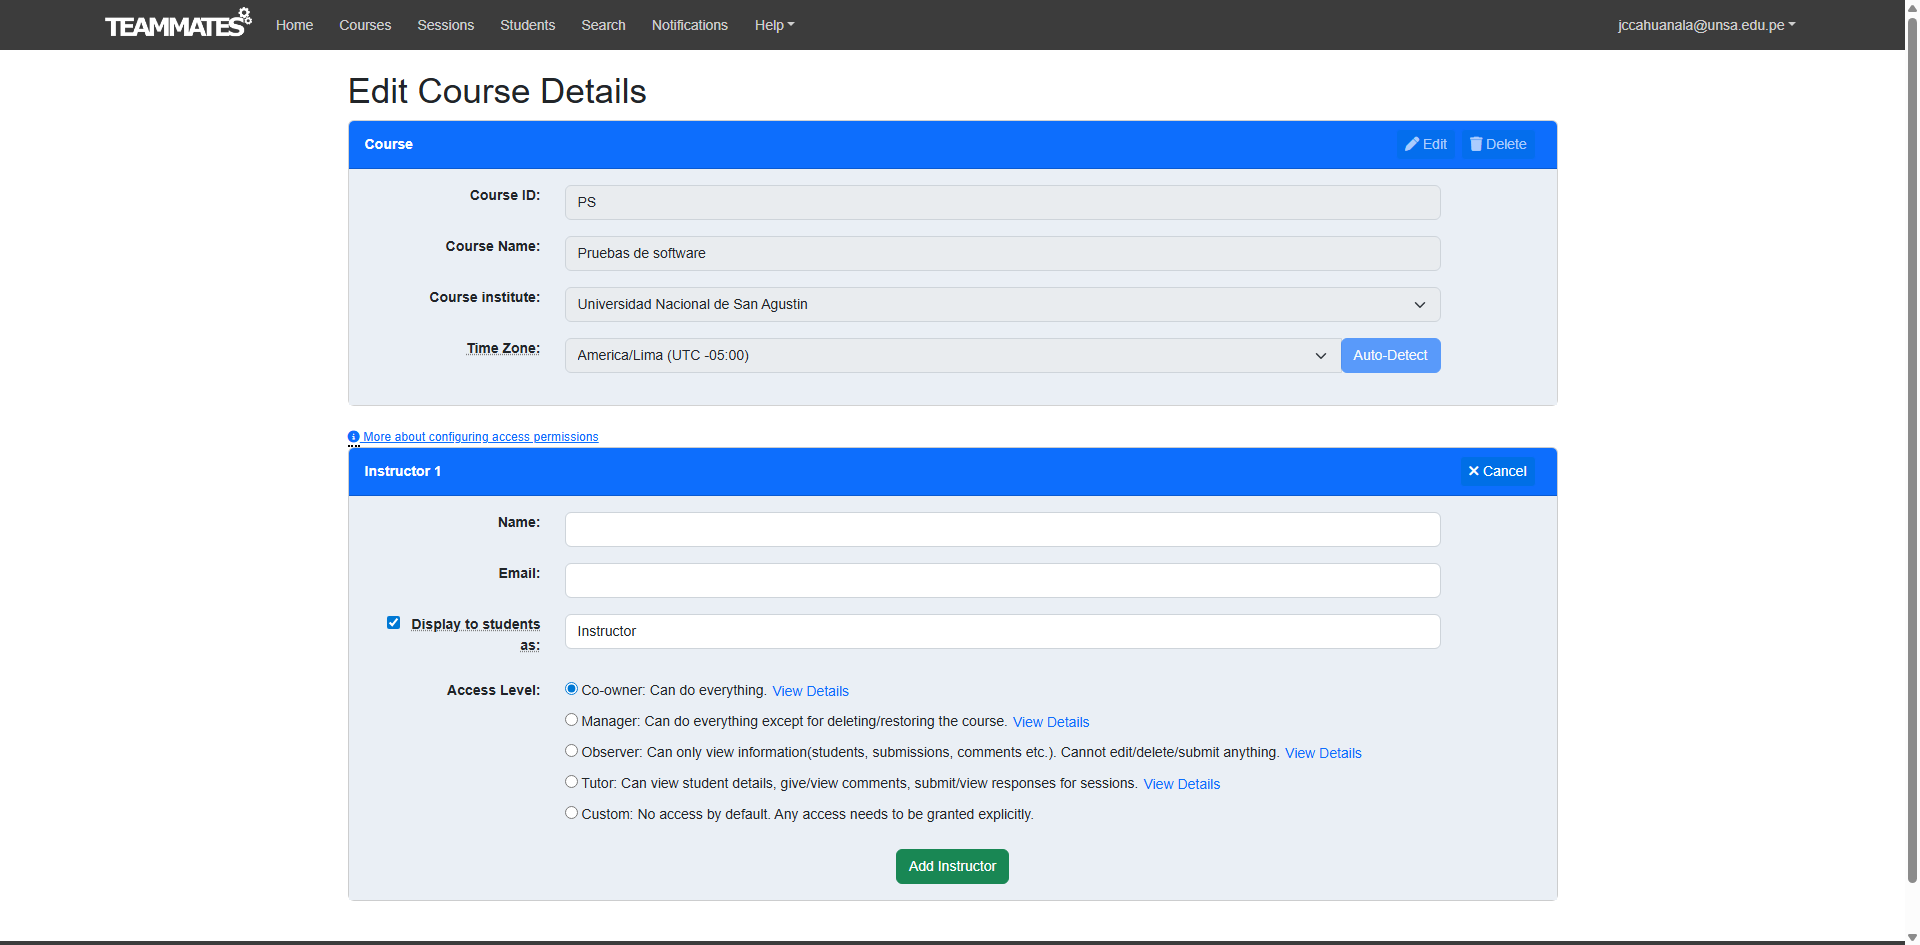 TEAMMATES Home Courses Sessions Students Search Notifications Help jccahuanala@unsa.edu.pe
Edit Course Details
Course Edit Delete
Course ID: PS
Course Name: Pruebas de software
Course institute: Universidad Nacional de San Agustin
Time Zone: America/Lima (UTC -05:00) Auto-Detect
More about configuring access permissions
Instructor 1 Cancel
Name:
Email:
Display to students as: Instructor
Access Level: Co-owner: Can do everything. View Details
Manager: Can do everything except for deleting/restoring the course. View Details
Observer: Can only view information(students, submissions, comments etc.). Cannot edit/delete/submit anything. View Details
Tutor: Can view student details, give/view comments, submit/view responses for sessions. View Details
Custom: No access by default. Any access needs to be granted explicitly.
Add Instructor